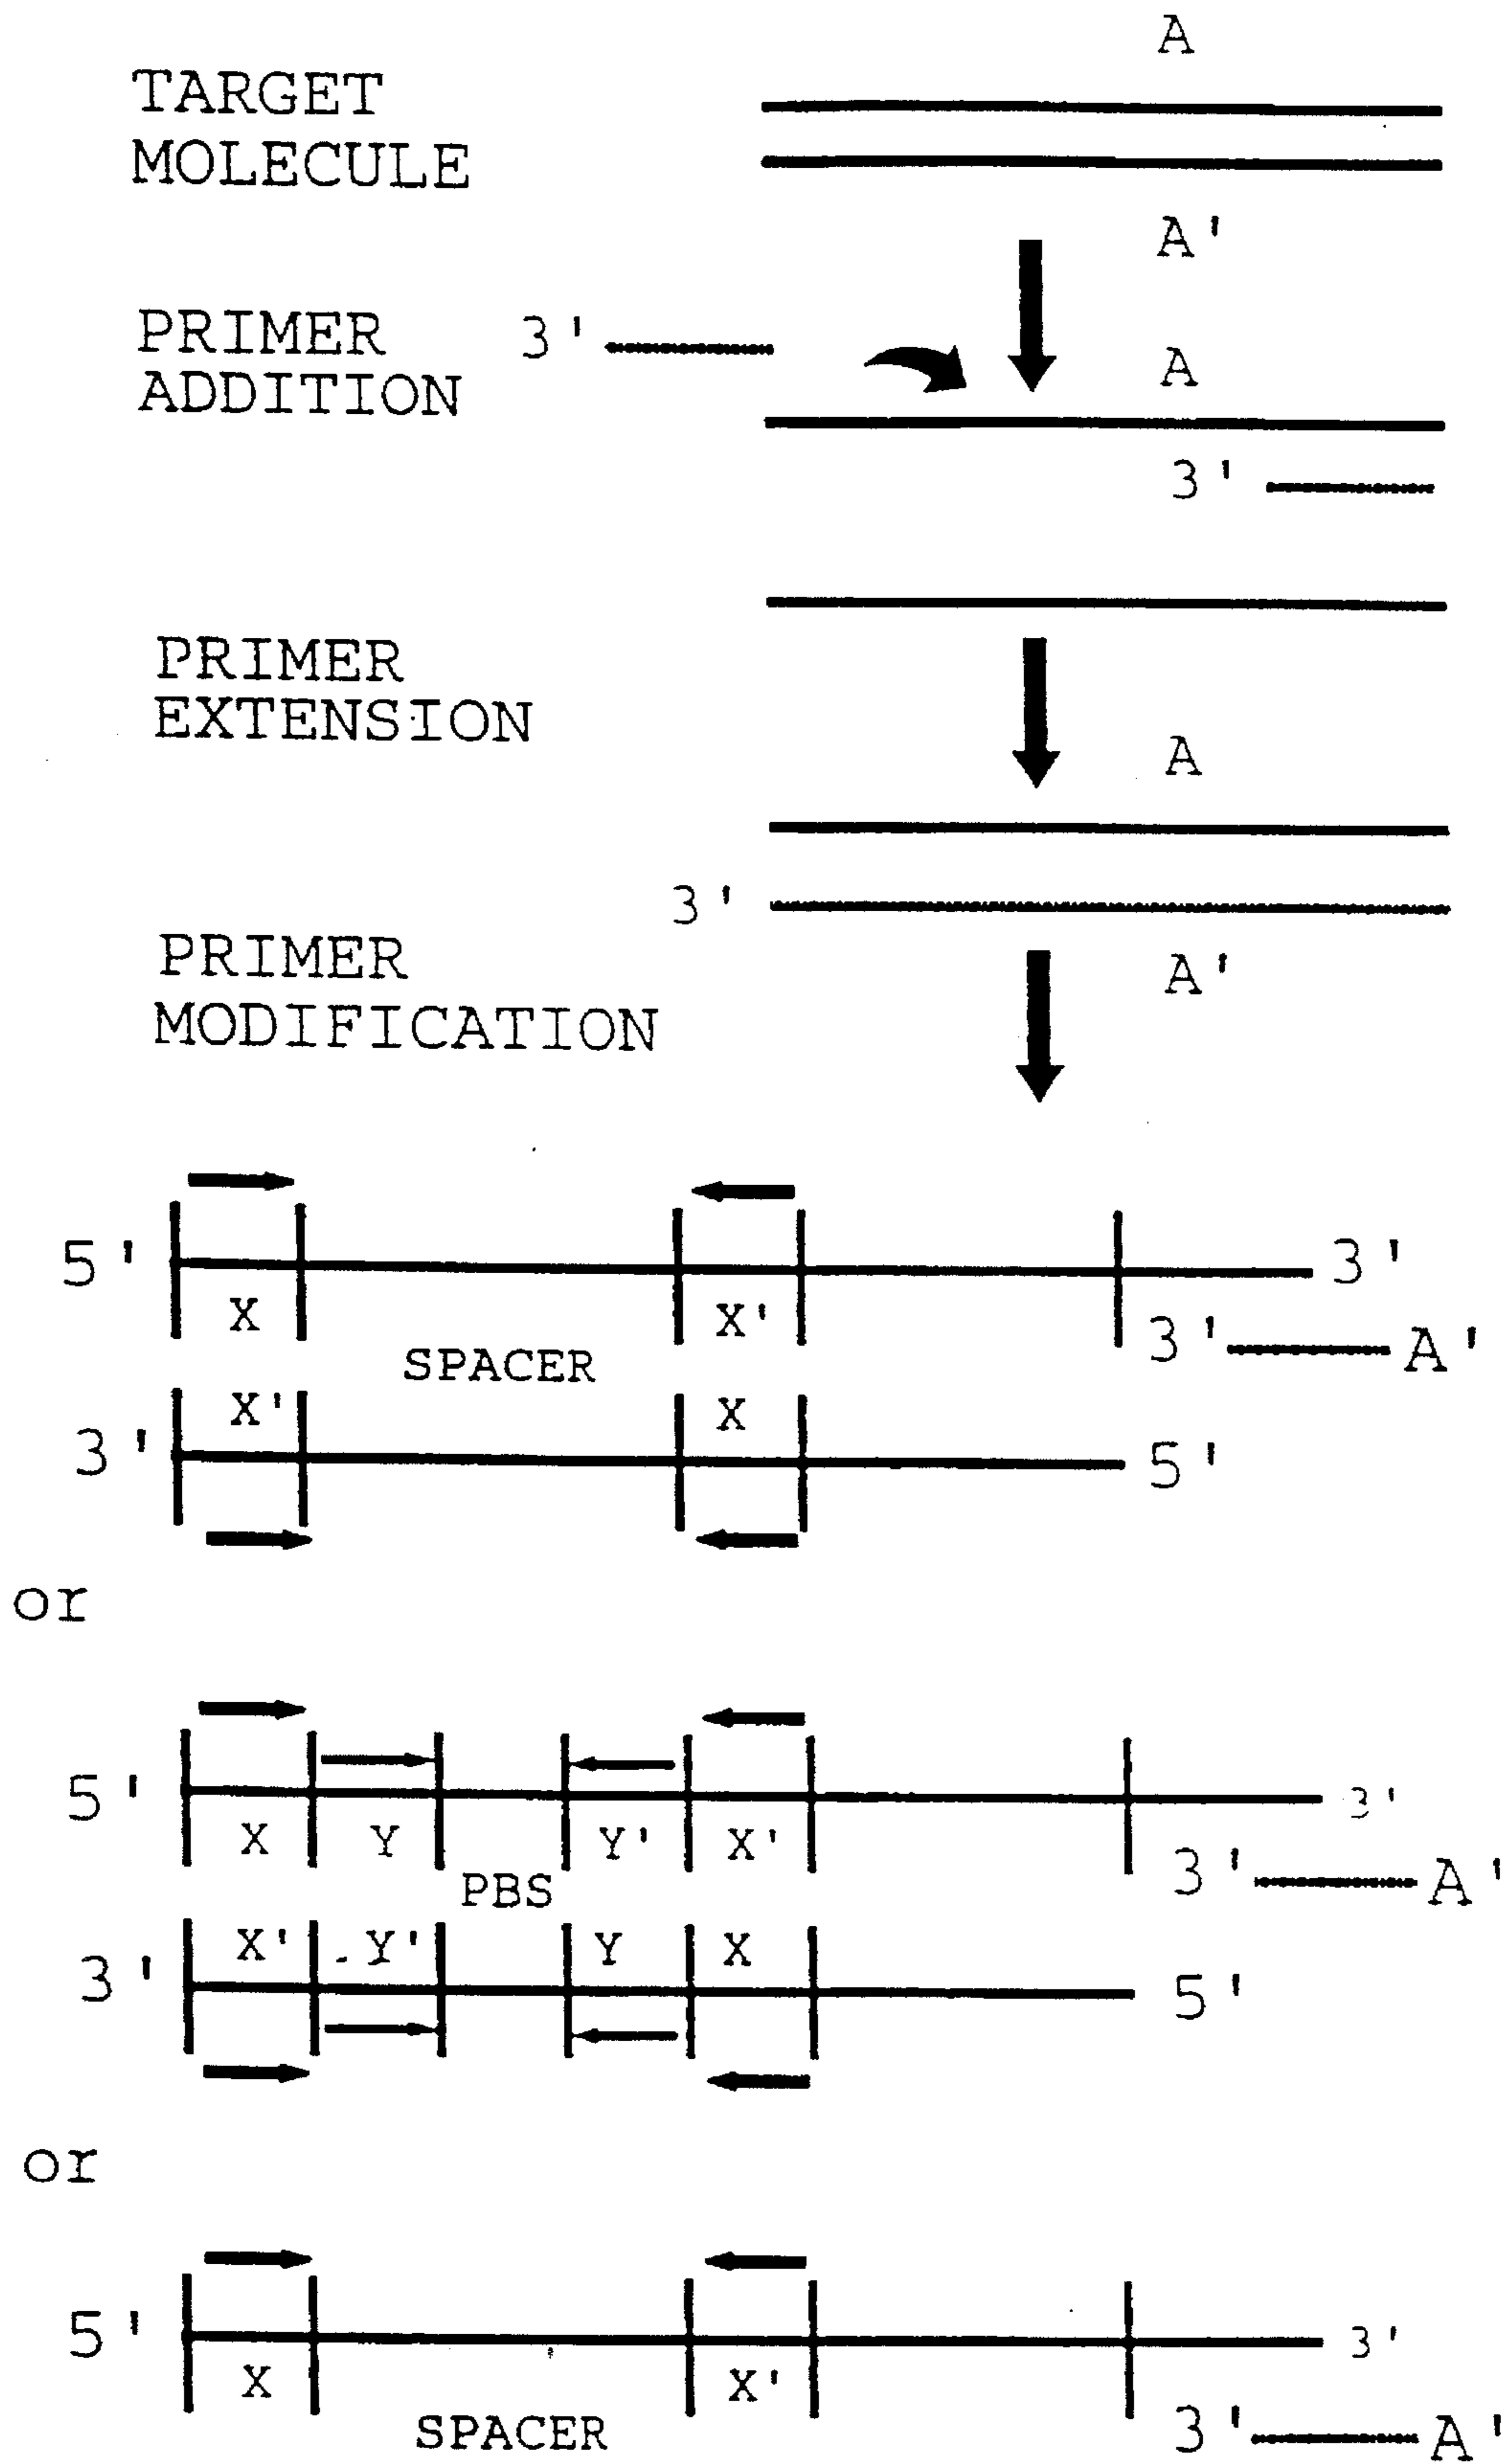 A
TARGET
MOLECULE
A'
PRIMER
ADDITION
3'
A
3'
PRIMER
EXTENSION
A
3'
A'
PRIMER
MODIFICATION
5' 3'
X X'
3' A'
SPACER
X' X
3' 5'
or
5' 3'
X Y Y' X'
3' A'
PBS
X' Y' Y X
3' 5'
or
5' 3'
X X'
3' A'
SPACER